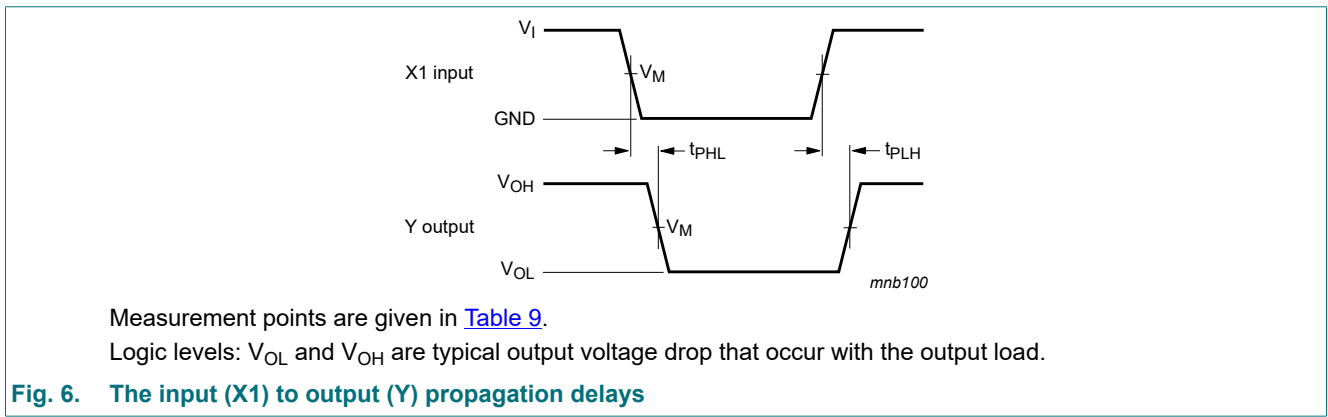 VI
X1 input
VM
GND
tPHL
tPLH
VOH
Y output
VM
VOL
mnb100
Measurement points are given in Table 9.
Logic levels: VOL and VOH are typical output voltage drop that occur with the output load.
Fig. 6. The input (X1) to output (Y) propagation delays